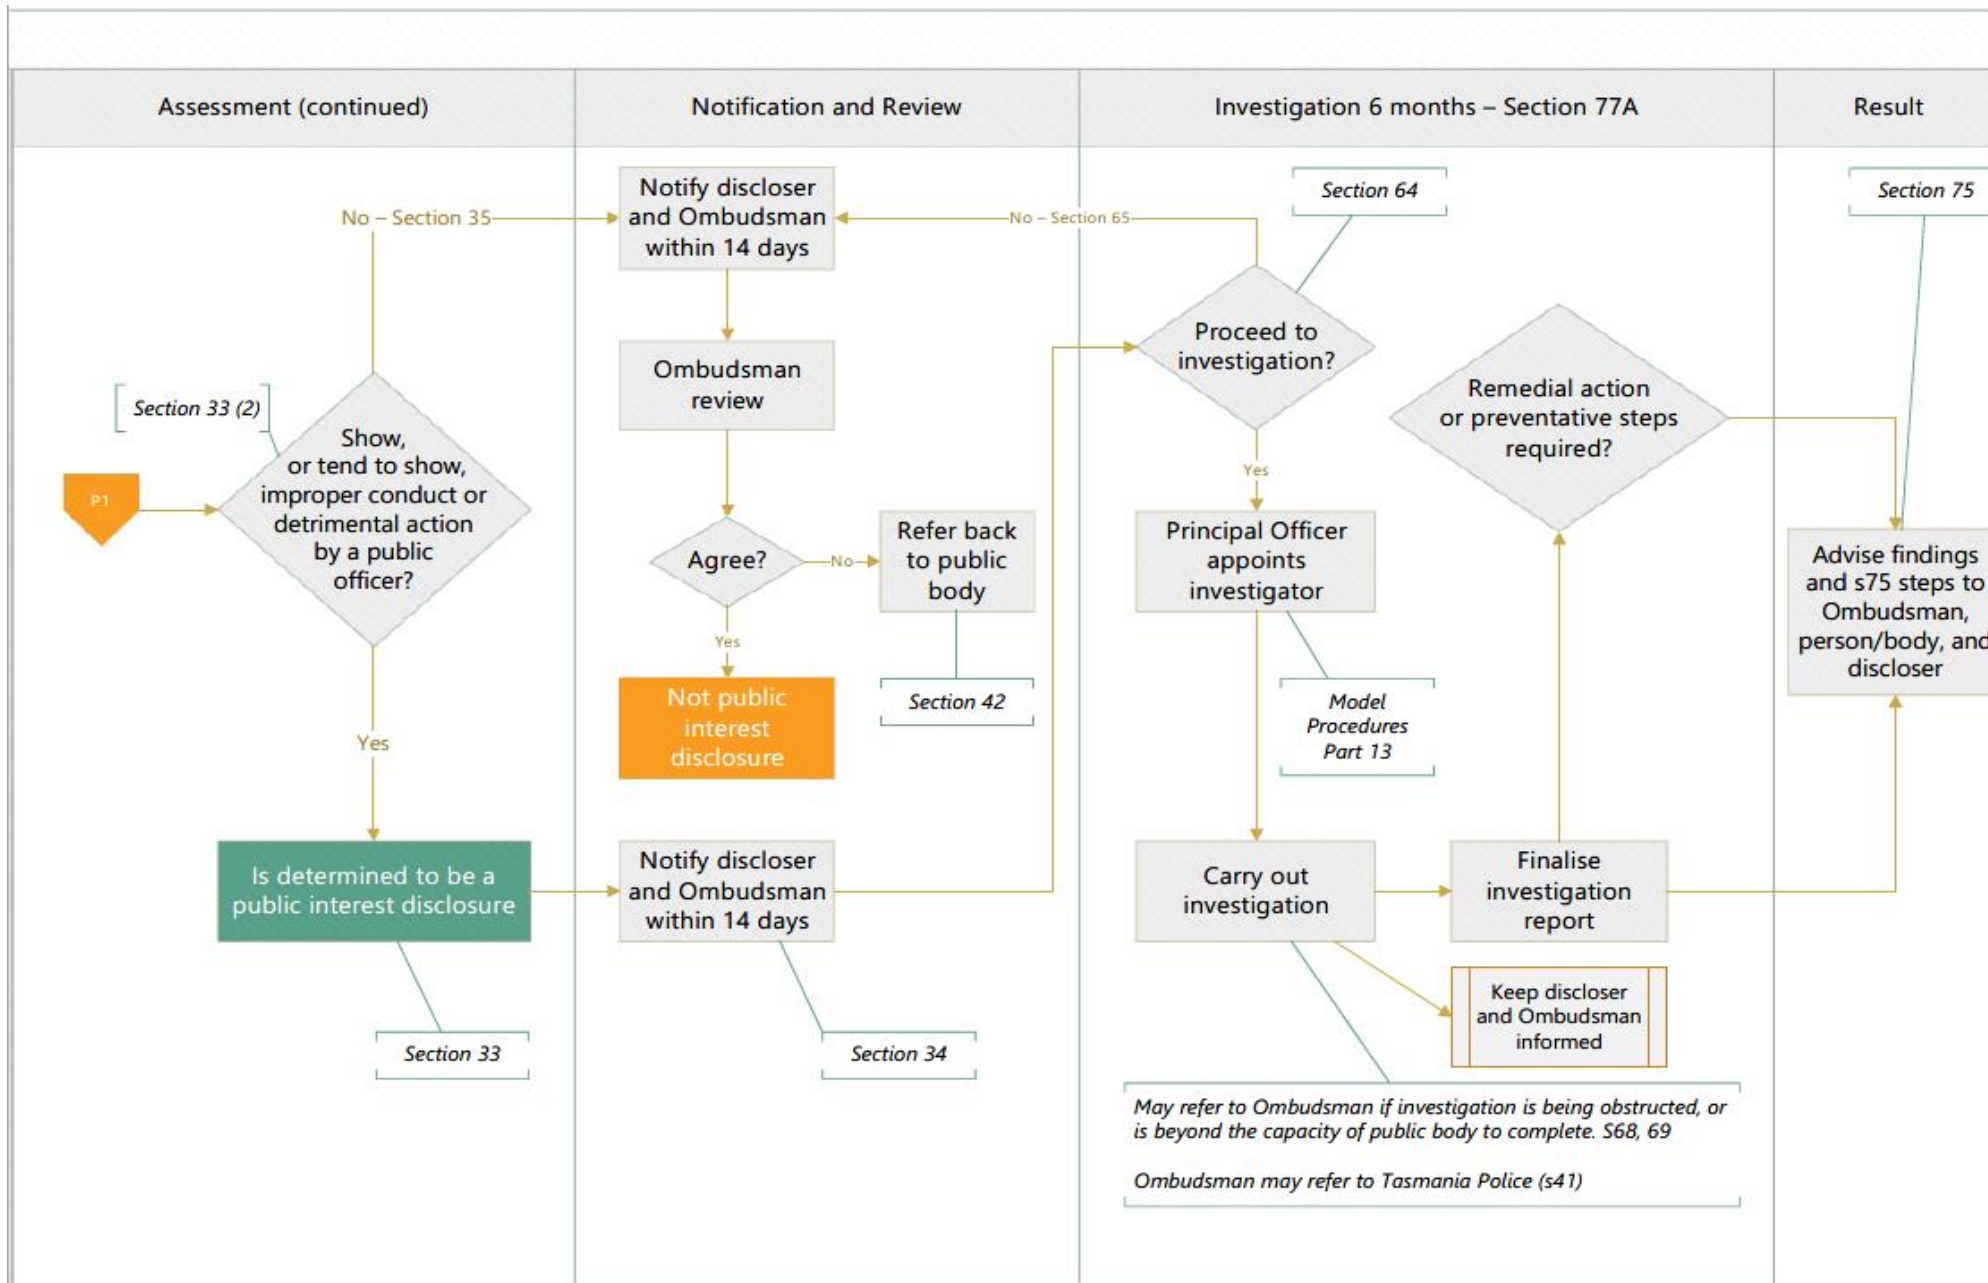 Assessment (continued)
Notification and Review
Investigation 6 months – Section 77A
Result
No – Section 35
Section 33 (2)
P1
Show,
or tend to show,
improper conduct or
detrimental action
by a public
officer?
Yes
Is determined to be a
public interest disclosure
Section 33
Notify discloser
and Ombudsman
within 14 days
Ombudsman
review
Agree?
No
Refer back
to public
body
Section 42
Yes
Not public
interest
disclosure
Notify discloser
and Ombudsman
within 14 days
Section 34
No – Section 65
Section 64
Proceed to
investigation?
Yes
Principal Officer
appoints
investigator
Model
Procedures
Part 13
Carry out
investigation
Finalise
investigation
report
Keep discloser
and Ombudsman
informed
May refer to Ombudsman if investigation is being obstructed, or
is beyond the capacity of public body to complete. S68, 69
Ombudsman may refer to Tasmania Police (s41)
Remedial action
or preventative steps
required?
Section 75
Advise findings
and s75 steps to
Ombudsman,
person/body, and
discloser